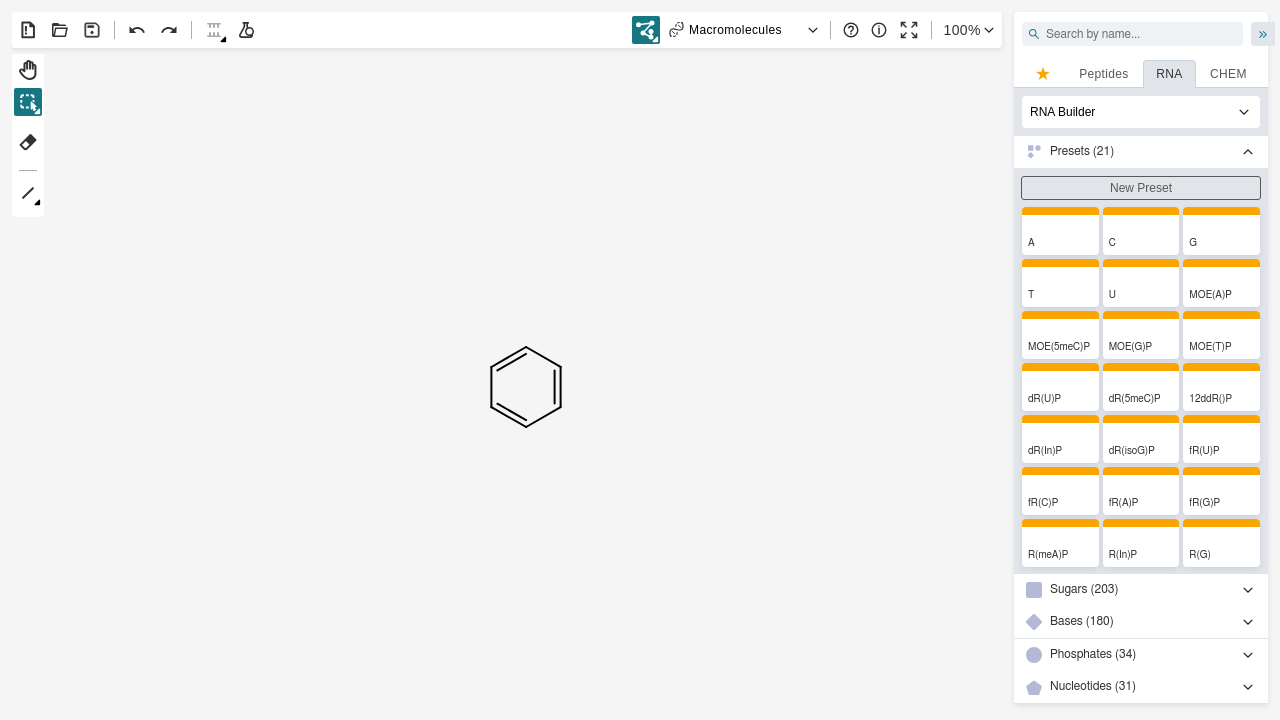 Macromolecules
100%
Search by name...
Peptides
RNA
CHEM
RNA Builder
Presets (21)
New Preset
A
C
G
T
U
MOE(A)P
MOE(5meC)P
MOE(G)P
MOE(T)P
dR(U)P
dR(5meC)P
12ddR()P
dR(In)P
dR(isoG)P
fR(U)P
fR(C)P
fR(A)P
fR(G)P
R(meA)P
R(In)P
R(G)
Sugars (203)
Bases (180)
Phosphates (34)
Nucleotides (31)